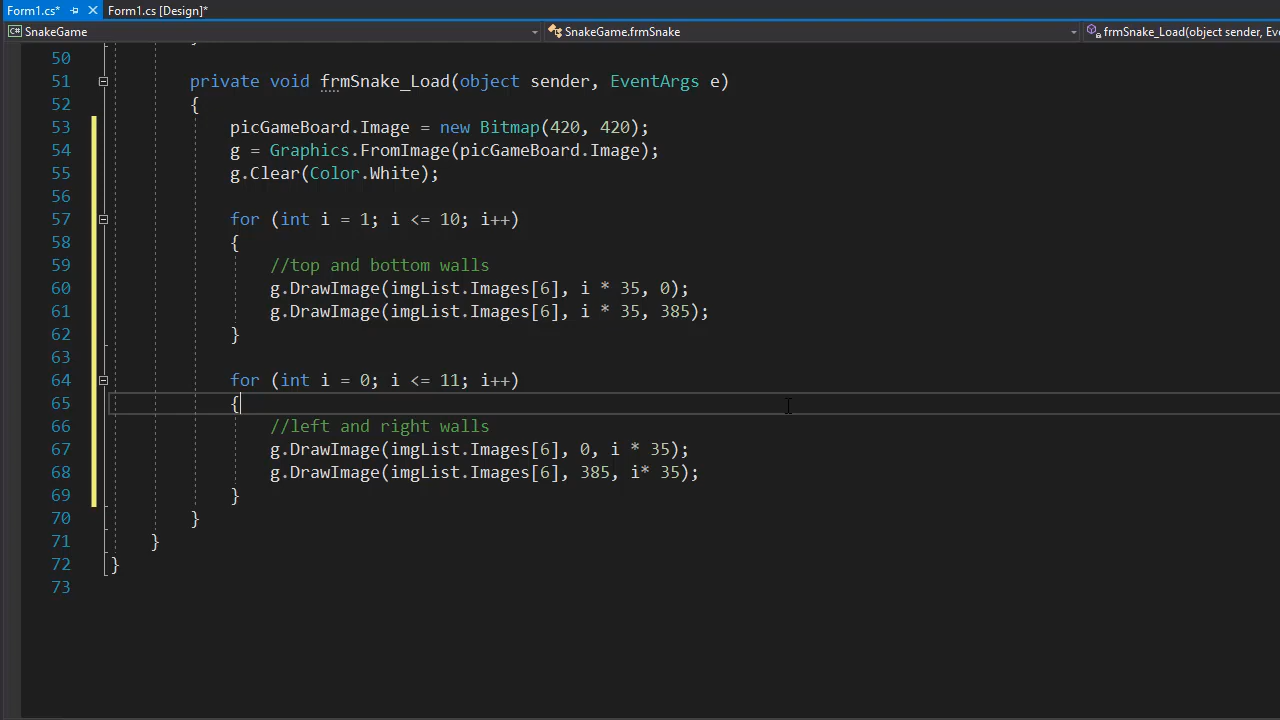 Form1.cs* Form1.cs [Design]*
SnakeGame SnakeGame.frmSnake frmSnake_Load(object sender, Eve
50
51 private void frmSnake_Load(object sender, EventArgs e)
52 {
53 picGameBoard.Image = new Bitmap(420, 420);
54 g = Graphics.FromImage(picGameBoard.Image);
55 g.Clear(Color.White);
56
57 for (int i = 1; i <= 10; i++)
58 {
59 //top and bottom walls
60 g.DrawImage(imgList.Images[6], i * 35, 0);
61 g.DrawImage(imgList.Images[6], i * 35, 385);
62 }
63
64 for (int i = 0; i <= 11; i++)
65 {
66 //left and right walls
67 g.DrawImage(imgList.Images[6], 0, i * 35);
68 g.DrawImage(imgList.Images[6], 385, i* 35);
69 }
70 }
71 }
72 }
73